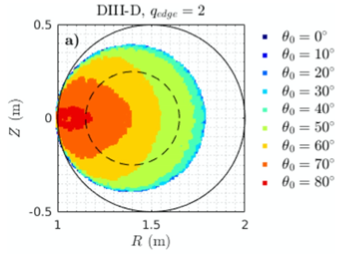 DIII-D, q_edge = 2
a)
0.5
0
-0.5
Z (m)
1
1.5
2
R (m)
θ₀ = 0°
θ₀ = 10°
θ₀ = 20°
θ₀ = 30°
θ₀ = 40°
θ₀ = 50°
θ₀ = 60°
θ₀ = 70°
θ₀ = 80°